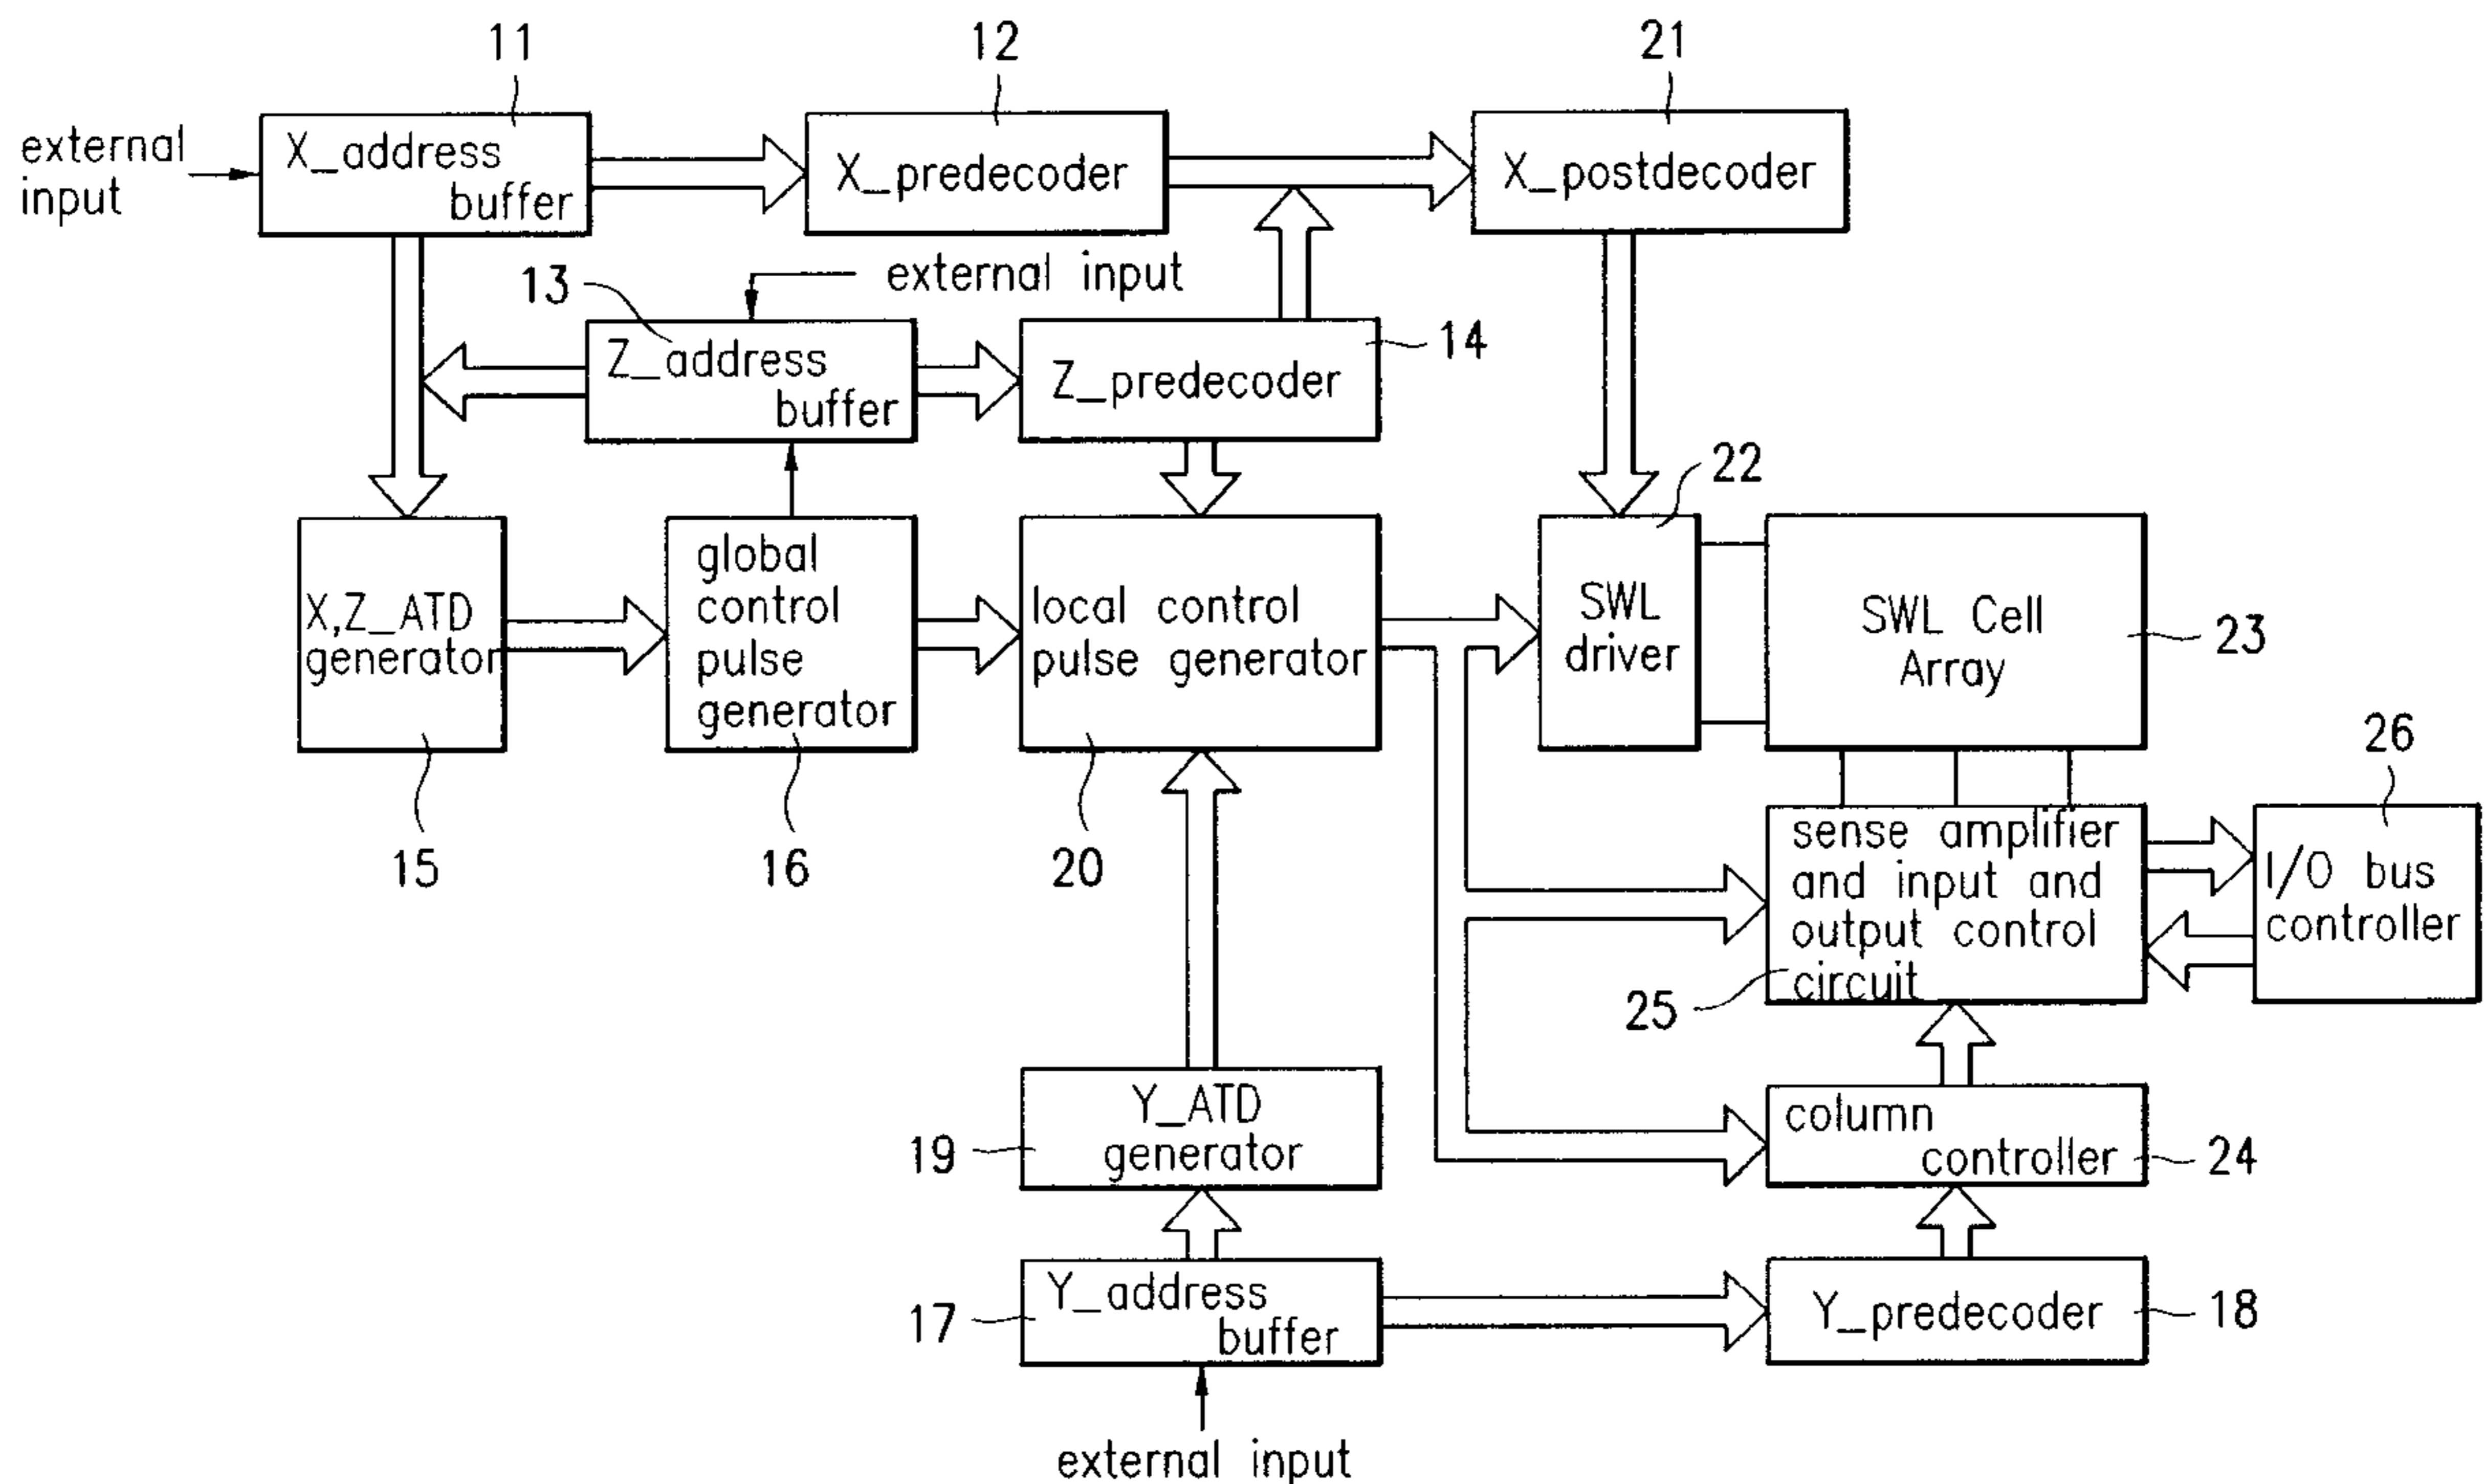 11
12
21
external
input
X_address
buffer
X_predecoder
X_postdecoder
13
external input
Z_address
buffer
Z_predecoder
14
22
X,Z_ATD
generator
global
control
pulse
generator
local control
pulse generator
SWL
driver
SWL Cell
Array
23
15
16
20
26
sense amplifier
and input and
output control
circuit
I/O bus
controller
25
Y_ATD
generator
19
column
controller
24
Y_address
buffer
17
Y_predecoder
18
external input